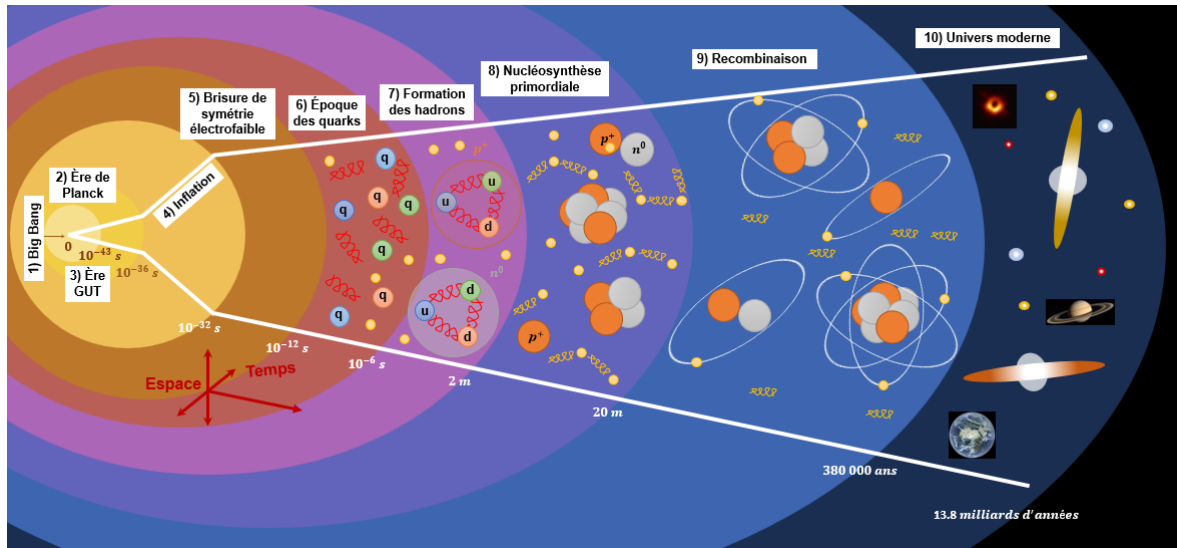 1) Big Bang
2) Ère de
Planck
3) Ère
GUT
4) Inflation
5) Brisure de
symétrie
électrofaible
6) Époque
des quarks
7) Formation
des hadrons
8) Nucléosynthèse
primordiale
9) Recombinaison
10) Univers moderne
0
10⁻⁴³ s
10⁻³⁶ s
10⁻³² s
10⁻¹² s
10⁻⁶ s
2 m
20 m
380 000 ans
13.8 milliards d'années
Espace
Temps
q
q
q
q
q
q
q
p⁺
u
u
d
n⁰
d
u
d
p⁺
n⁰
p⁺